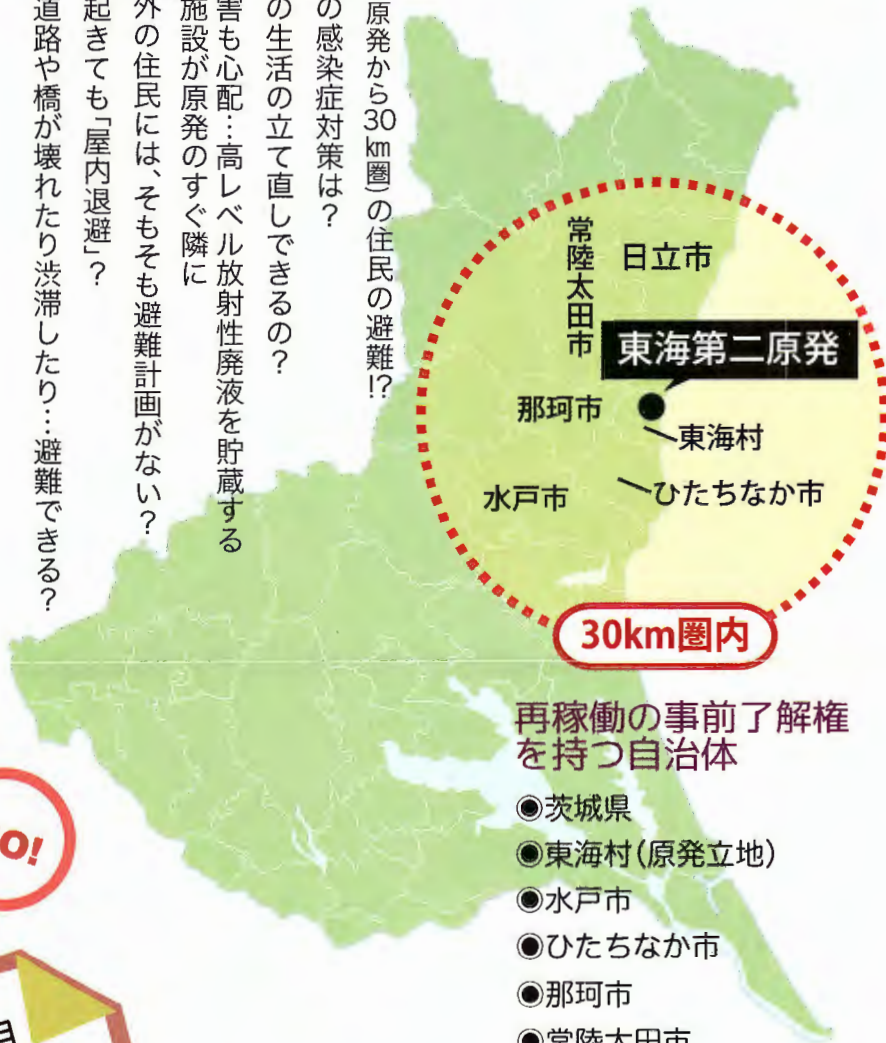 原発から30㎞圏)の住民の避難!?
の感染症対策は?
の生活の立て直しできるの?
害も心配…高レベル放射性廃液を貯蔵する
施設が原発のすぐ隣に
外の住民には、そもそも避難計画がない?
起きても「屋内退避」?
道路や橋が壊れたり渋滞したり…避難できる?
常陸太田市
日立市
東海第二原発
那珂市
東海村
水戸市
ひたちなか市
30km圏内
再稼働の事前了解権
を持つ自治体
◉茨城県
◉東海村(原発立地)
◉水戸市
◉ひたちなか市
◉那珂市
◉常陸太田市
O!